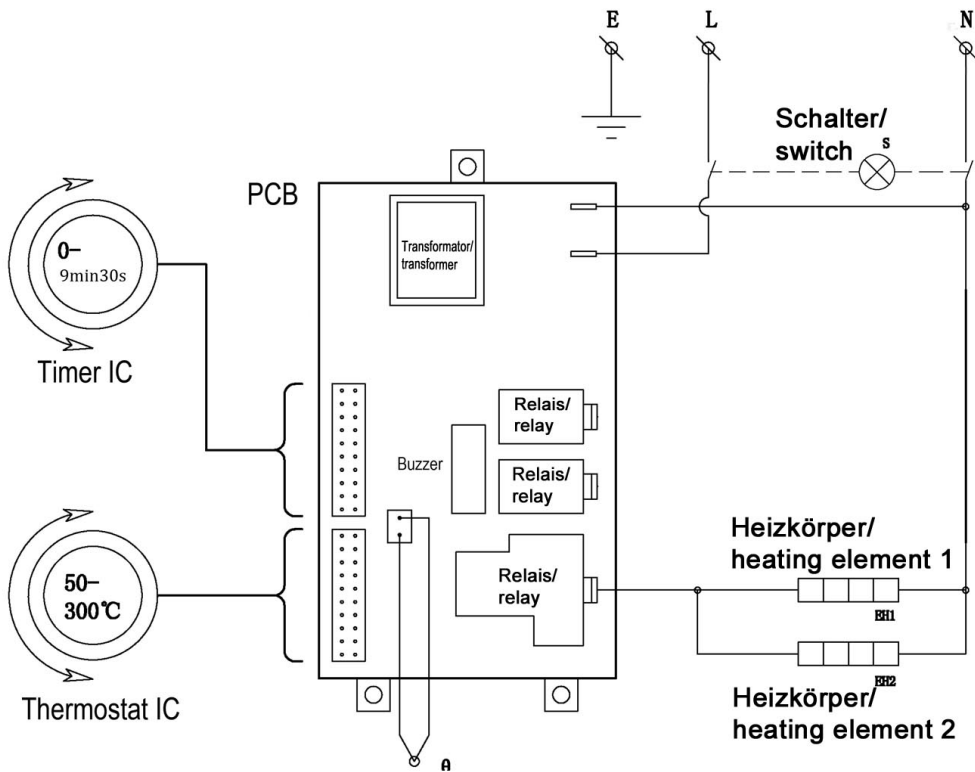 E
L
N
Schalter/
switch
S
PCB
Transformator/
transformer
0-
9min30s
Timer IC
Relais/
relay
Buzzer
Relais/
relay
Heizkörper/
heating element 1
50-
300℃
Relais/
relay
EH1
EH2
Thermostat IC
Heizkörper/
heating element 2